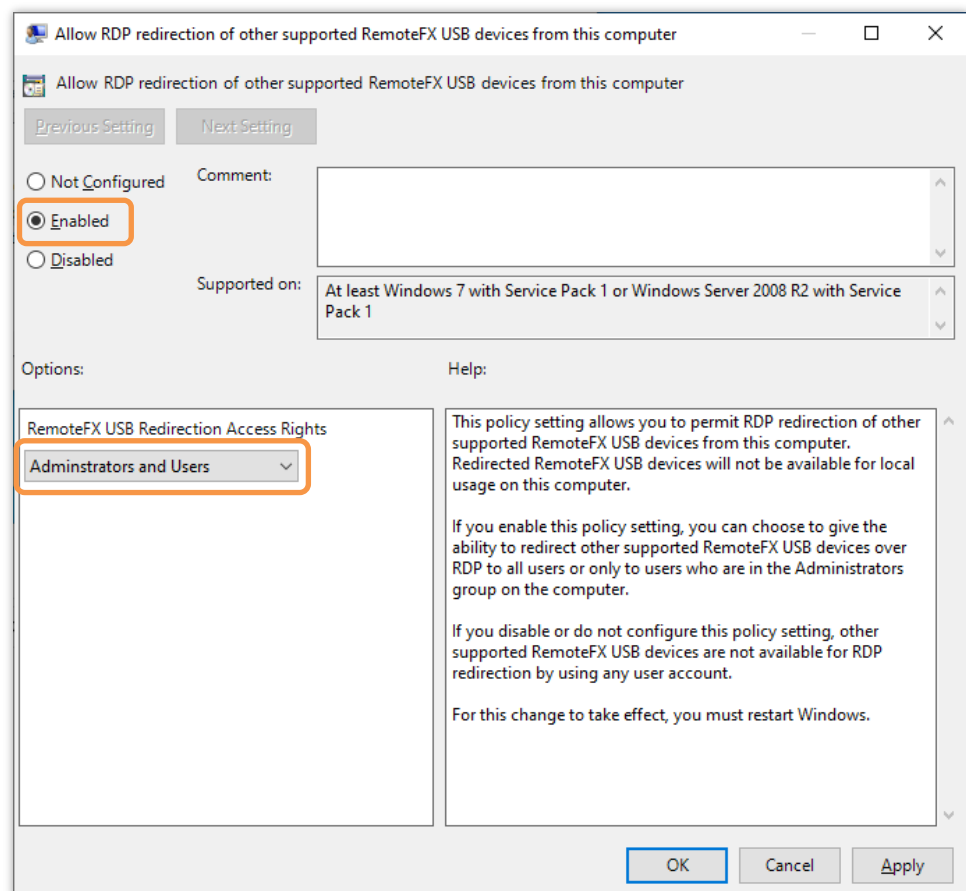 Allow RDP redirection of other supported RemoteFX USB devices from this computer
Allow RDP redirection of other supported RemoteFX USB devices from this computer
Previous Setting
Next Setting
Not Configured
Comment:
Enabled
Disabled
Supported on:
At least Windows 7 with Service Pack 1 or Windows Server 2008 R2 with Service
Pack 1
Options:
Help:
RemoteFX USB Redirection Access Rights
Adminstrators and Users
This policy setting allows you to permit RDP redirection of other
supported RemoteFX USB devices from this computer.
Redirected RemoteFX USB devices will not be available for local
usage on this computer.
If you enable this policy setting, you can choose to give the
ability to redirect other supported RemoteFX USB devices over
RDP to all users or only to users who are in the Administrators
group on the computer.
If you disable or do not configure this policy setting, other
supported RemoteFX USB devices are not available for RDP
redirection by using any user account.
For this change to take effect, you must restart Windows.
OK
Cancel
Apply